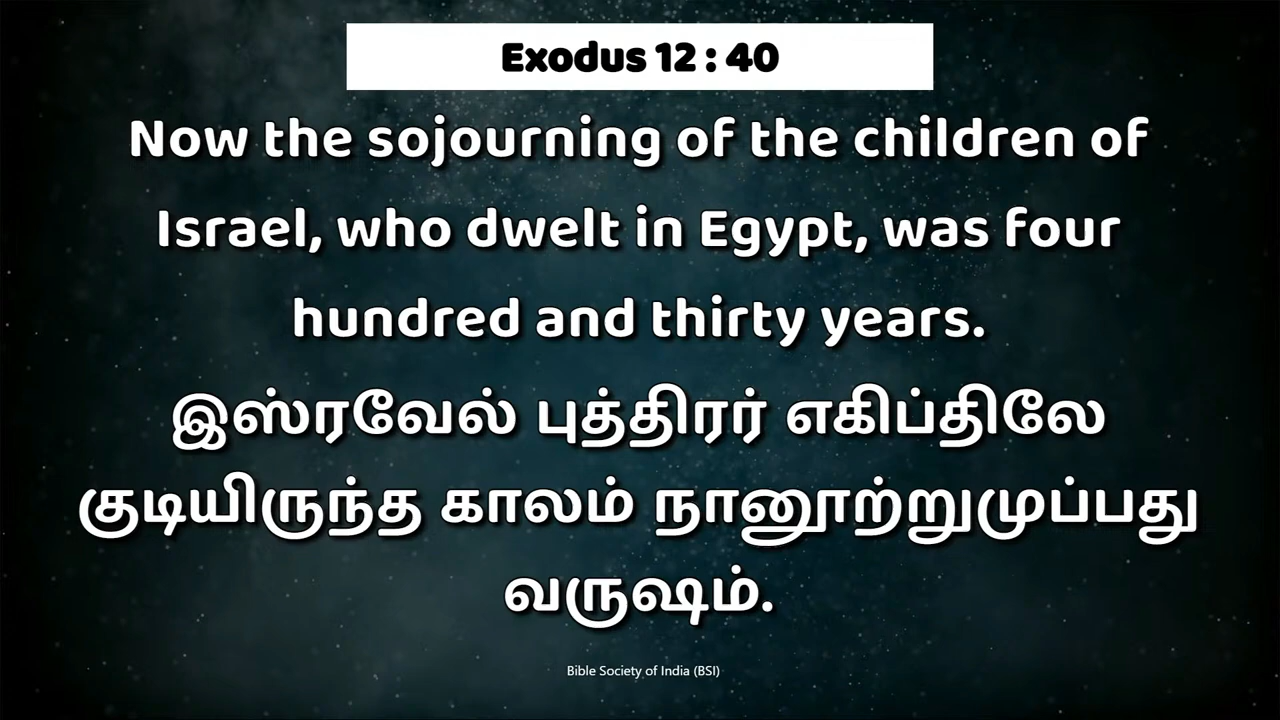 Exodus 12 : 40
Now the sojourning of the children of
Israel, who dwelt in Egypt, was four
hundred and thirty years.
இஸ்ரவேல் புத்திரர் எகிப்திலே
குடியிருந்த காலம் நானூற்றுமுப்பது
வருஷம்.
Bible Society of India (BSI)